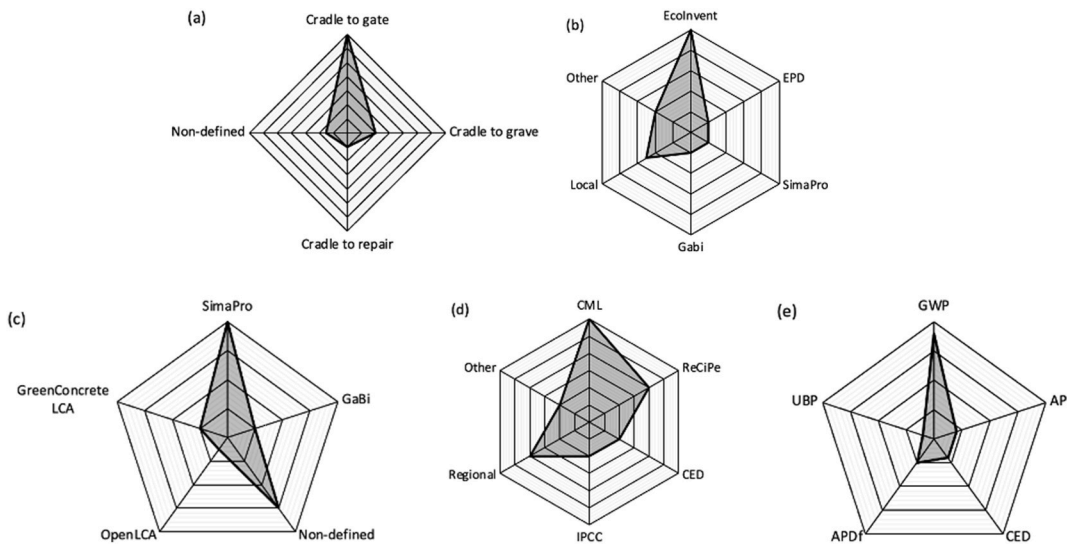 (a)
Cradle to gate
Non-defined
Cradle to grave
Cradle to repair
(b)
EcoInvent
Other
EPD
Local
SimaPro
Gabi
(c)
SimaPro
GreenConcrete
LCA
GaBi
OpenLCA
Non-defined
(d)
CML
Other
ReCiPe
Regional
CED
IPCC
(e)
GWP
UBP
AP
APDf
CED